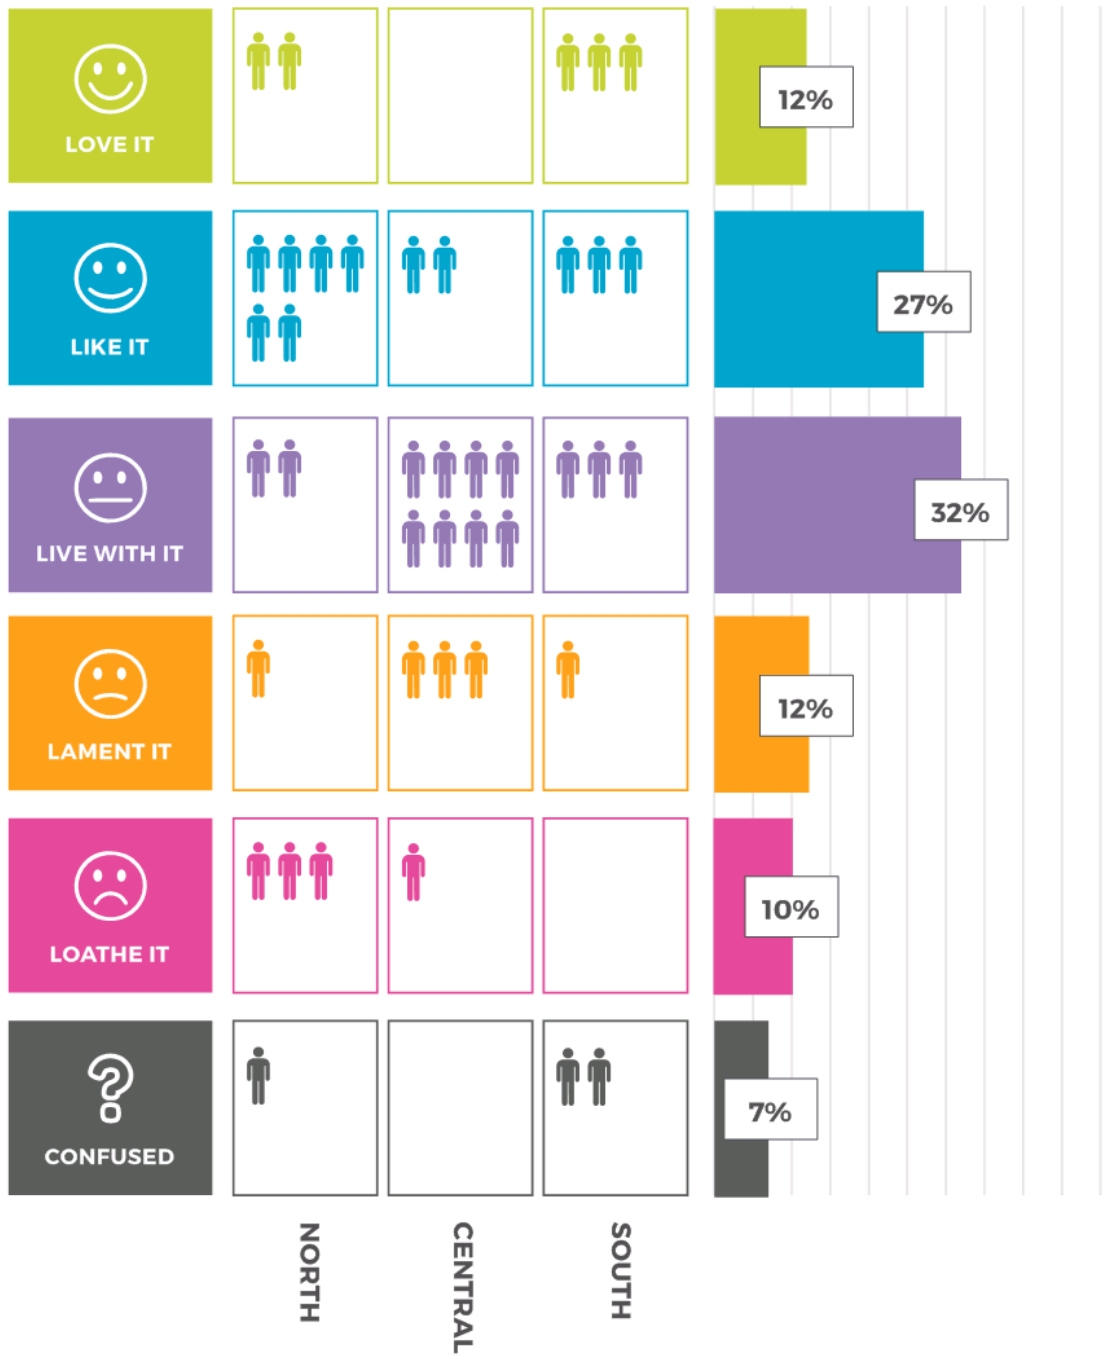 LOVE IT
12%
LIKE IT
27%
LIVE WITH IT
32%
LAMENT IT
12%
LOATHE IT
10%
?
CONFUSED
7%
NORTH
CENTRAL
SOUTH